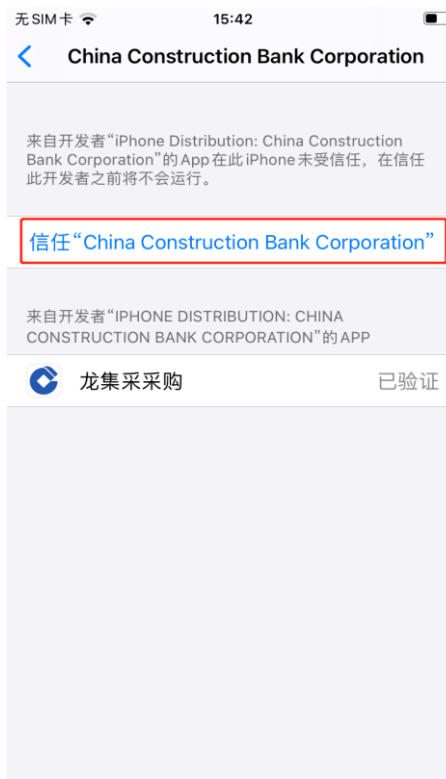 无SIM卡
15:42
China Construction Bank Corporation
来自开发者“iPhone Distribution: China Construction
Bank Corporation”的App在此iPhone未受信任，在信任
此开发者之前将不会运行。
信任“China Construction Bank Corporation”
来自开发者“IPHONE DISTRIBUTION: CHINA
CONSTRUCTION BANK CORPORATION”的APP
龙集采采购
已验证